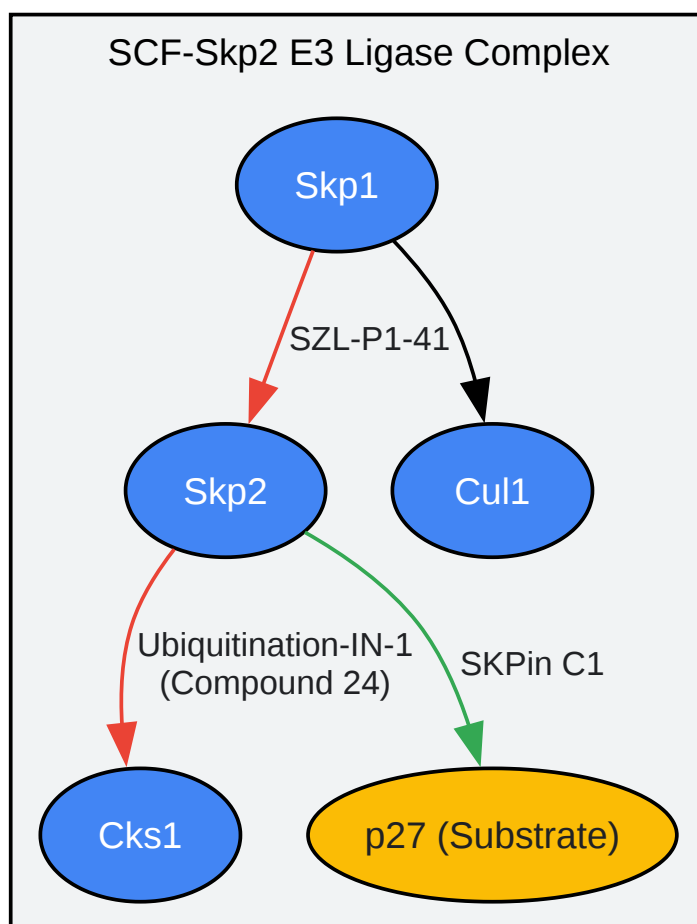 SCF-Skp2 E3 Ligase Complex
Skp1
SZL-P1-41
Skp2
Cul1
Ubiquitination-IN-1
(Compound 24)
SKPin C1
Cks1
p27 (Substrate)